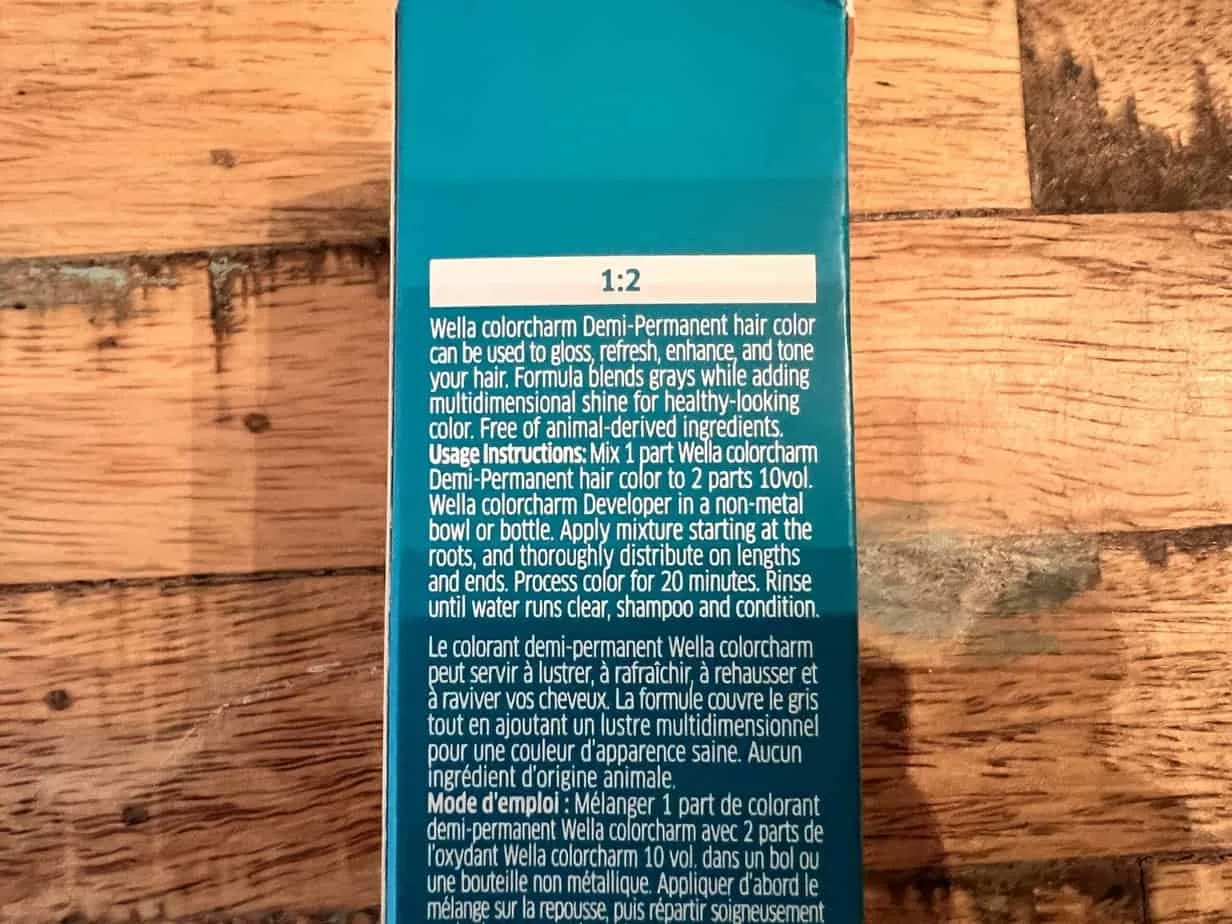 1:2
Wella colorcharm Demi-Permanent hair color
can be used to gloss, refresh, enhance, and tone
your hair. Formula blends grays while adding
multidimensional shine for healthy-looking
color. Free of animal-derived ingredients.
Usage Instructions: Mix 1 part Wella colorcharm
Demi-Permanent hair color to 2 parts 10vol.
Wella colorcharm Developer in a non-metal
bowl or bottle. Apply mixture starting at the
roots, and thoroughly distribute on lengths
and ends. Process color for 20 minutes. Rinse
until water runs clear, shampoo and condition.
Le colorant demi-permanent Wella colorcharm
peut servir à lustrer, à rafraîchir, à rehausser et
à raviver vos cheveux. La formule couvre le gris
tout en ajoutant un lustre multidimensionnel
pour une couleur d'apparence saine. Aucun
ingrédient d'origine animale.
Mode d'emploi : Mélanger 1 part de colorant
demi-permanent Wella colorcharm avec 2 parts de
l'oxydant Wella colorcharm 10 vol. dans un bol ou
une bouteille non métallique. Appliquer d'abord le
mélange sur la repousse, puis répartir soigneusement